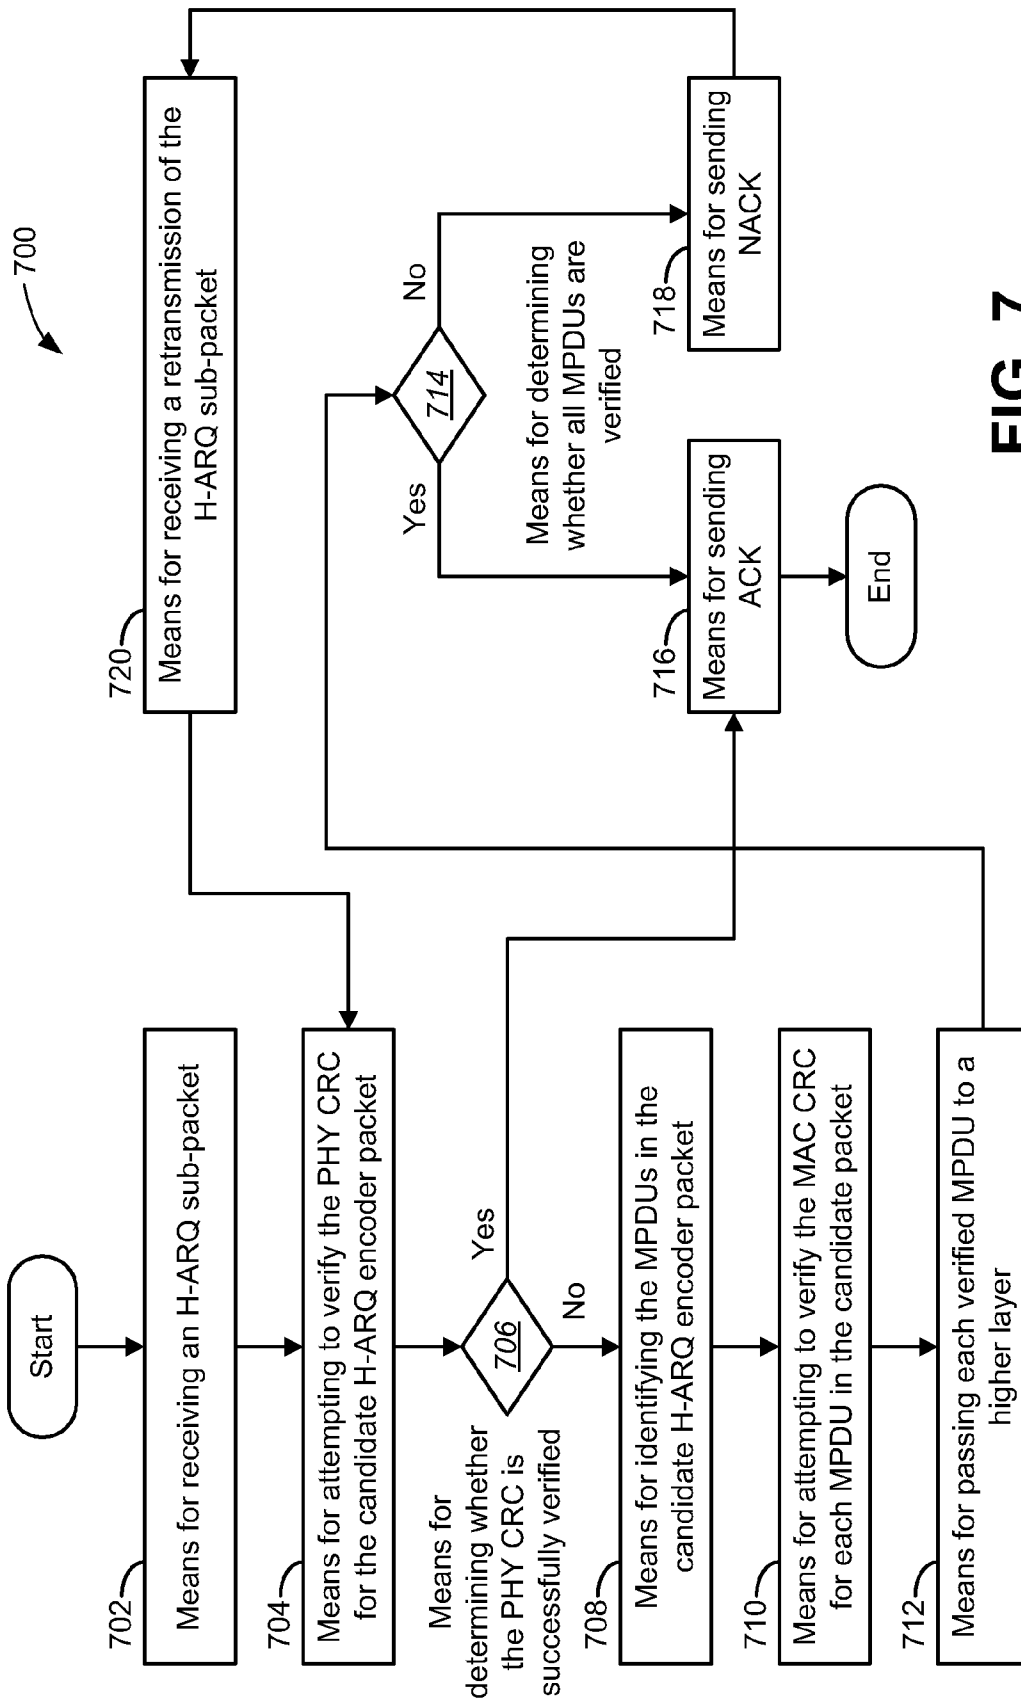 700
Start
702
Means for receiving an H-ARQ sub-packet
704
Means for attempting to verify the PHY CRC
for the candidate H-ARQ encoder packet
Means for
determining whether
the PHY CRC is
successfully verified
706
Yes
No
708
Means for identifying the MPDUs in the
candidate H-ARQ encoder packet
710
Means for attempting to verify the MAC CRC
for each MPDU in the candidate packet
712
Means for passing each verified MPDU to a
higher layer
720
Means for receiving a retransmission of the
H-ARQ sub-packet
714
Yes
No
Means for determining
whether all MPDUs are
verified
716
Means for sending
ACK
718
Means for sending
NACK
End
FIG. 7